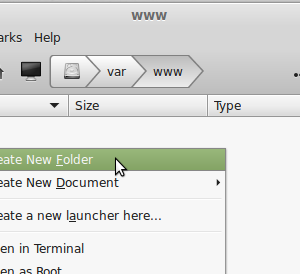 www
arks Help
var www
Size Type
eate New Folder
eate New Document
eate a new launcher here...
en in Terminal
en as Root